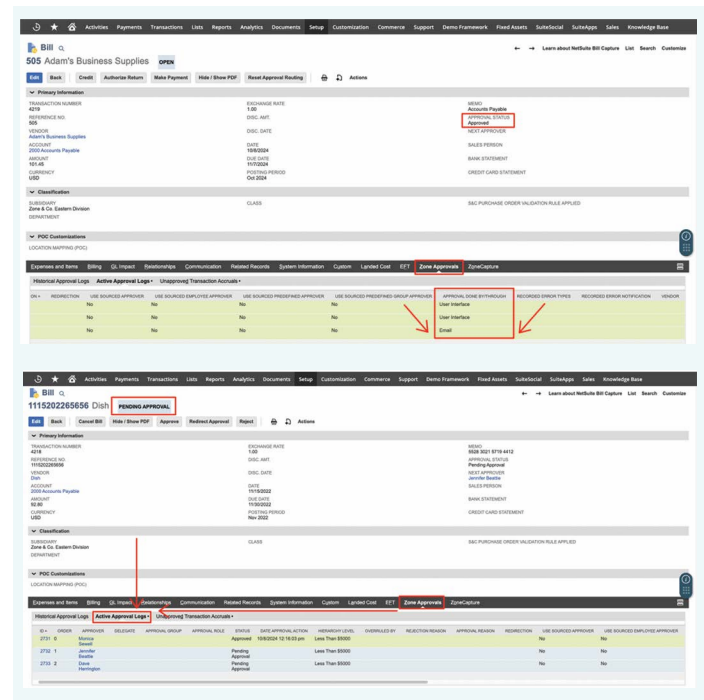 Activities Payments Transactions Lists Reports Analytics Documents Setup Customization Commerce Support Demo Framework Fixed Assets SuiteSocial SuiteApps Sales Knowledge Base
Bill
Learn about NetSuite Bill Capture List Search Customize
505 Adam's Business Supplies OPEN
Edit Back Credit Authorize Return Make Payment Hide / Show PDF Reset Approval Routing Actions
Primary Information
TRANSACTION NUMBER EXCHANGE RATE MEMO
4219 1.00 Accounts Payable
REFERENCE NO. DISC. AMT. APPROVAL STATUS
505 Approved
VENDOR DISC. DATE NEXT APPROVER
Adam's Business Supplies
ACCOUNT DATE SALES PERSON
2000 Accounts Payable 10/8/2024
AMOUNT DUE DATE BANK STATEMENT
101.45 11/7/2024
CURRENCY POSTING PERIOD CREDIT CARD STATEMENT
USD Oct 2024
Classification
SUBSIDIARY CLASS S&C PURCHASE ORDER VALIDATION RULE APPLIED
Zone & Co. Eastern Division
DEPARTMENT
POC Customizations
LOCATION MAPPING (POC)
Expenses and Items Billing GL Impact Relationships Communication Related Records System Information Custom Landed Cost EFT Zone Approvals ZoneCapture
Historical Approval Logs Active Approval Logs • Unapproved Transaction Accruals •
ON REDIRECTION USE SOURCED APPROVER USE SOURCED EMPLOYEE APPROVER USE SOURCED PREDEFINED APPROVER USE SOURCED PREDEFINED-GROUP APPROVER APPROVAL DONE BY/THROUGH RECORDED ERROR TYPES RECORDED ERROR NOTIFICATION VENDOR
No No No No User Interface
No No No No User Interface
No No No No Email
Activities Payments Transactions Lists Reports Analytics Documents Setup Customization Commerce Support Demo Framework Fixed Assets SuiteSocial SuiteApps Sales Knowledge Base
Bill
Learn about NetSuite Bill Capture List Search Customize
1115202265656 Dish PENDING APPROVAL
Edit Back Cancel Bill Hide / Show PDF Approve Redirect Approval Reject Actions
Primary Information
TRANSACTION NUMBER EXCHANGE RATE MEMO
4218 1.00 5528 3021 5719 4412
REFERENCE NO. DISC. AMT. APPROVAL STATUS
1115202265656 Pending Approval
VENDOR DISC. DATE NEXT APPROVER
Dish Jennifer Beattie
ACCOUNT DATE SALES PERSON
2000 Accounts Payable 11/15/2022
AMOUNT DUE DATE BANK STATEMENT
92.80 11/30/2022
CURRENCY POSTING PERIOD CREDIT CARD STATEMENT
USD Nov 2022
Classification
SUBSIDIARY CLASS S&C PURCHASE ORDER VALIDATION RULE APPLIED
Zone & Co. Eastern Division
DEPARTMENT
POC Customizations
LOCATION MAPPING (POC)
Expenses and Items Billing GL Impact Relationships Communication Related Records System Information Custom Landed Cost EFT Zone Approvals ZoneCapture
Historical Approval Logs Active Approval Logs • Unapproved Transaction Accruals •
ID ORDER APPROVER DELEGATE APPROVAL GROUP APPROVAL ROLE STATUS DATE APPROVAL ACTION HIERARCHY LEVEL OVERRULED BY REJECTION REASON APPROVAL REASON REDIRECTION USE SOURCED APPROVER USE SOURCED EMPLOYEE APPROVER
2731 0 Monica Sewell Approved 10/8/2024 12:18:03 pm Less Than $5000 No No
2732 1 Jennifer Beattie Pending Approval Less Than $5000 No No
2733 2 Dave Herrington Pending Approval Less Than $5000 No No